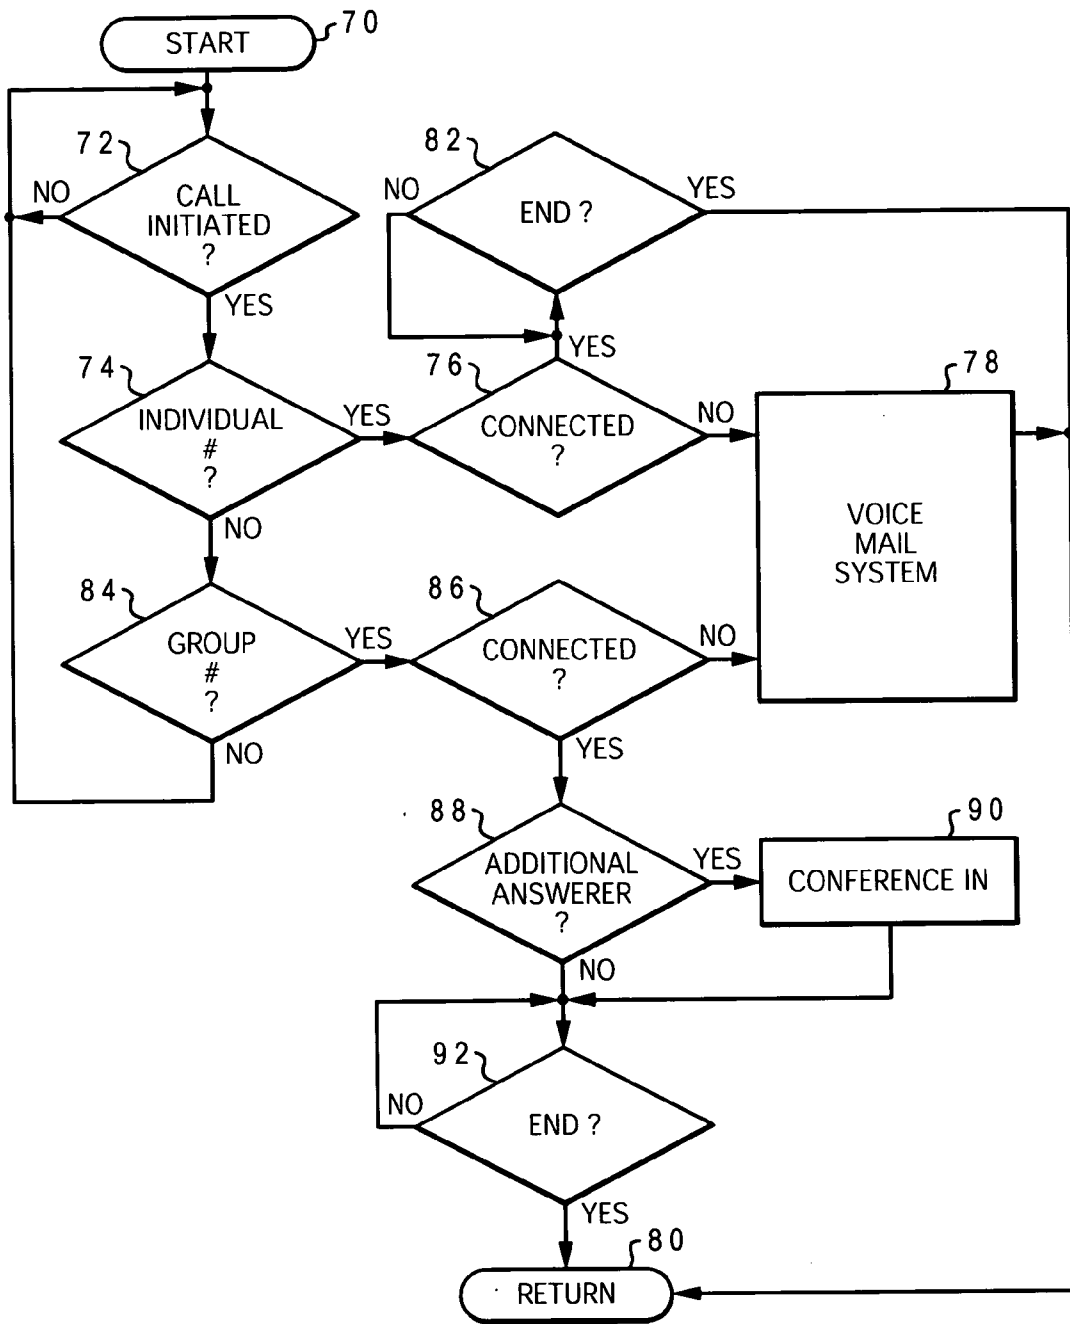 70
START
72
NO
CALL
INITIATED
?
YES
82
NO
END ?
YES
74
INDIVIDUAL
#
?
YES
NO
76
YES
CONNECTED
?
NO
78
VOICE
MAIL
SYSTEM
84
GROUP
#
?
YES
NO
86
CONNECTED
?
NO
YES
88
ADDITIONAL
ANSWERER
?
YES
NO
90
CONFERENCE IN
92
NO
END ?
YES
80
RETURN